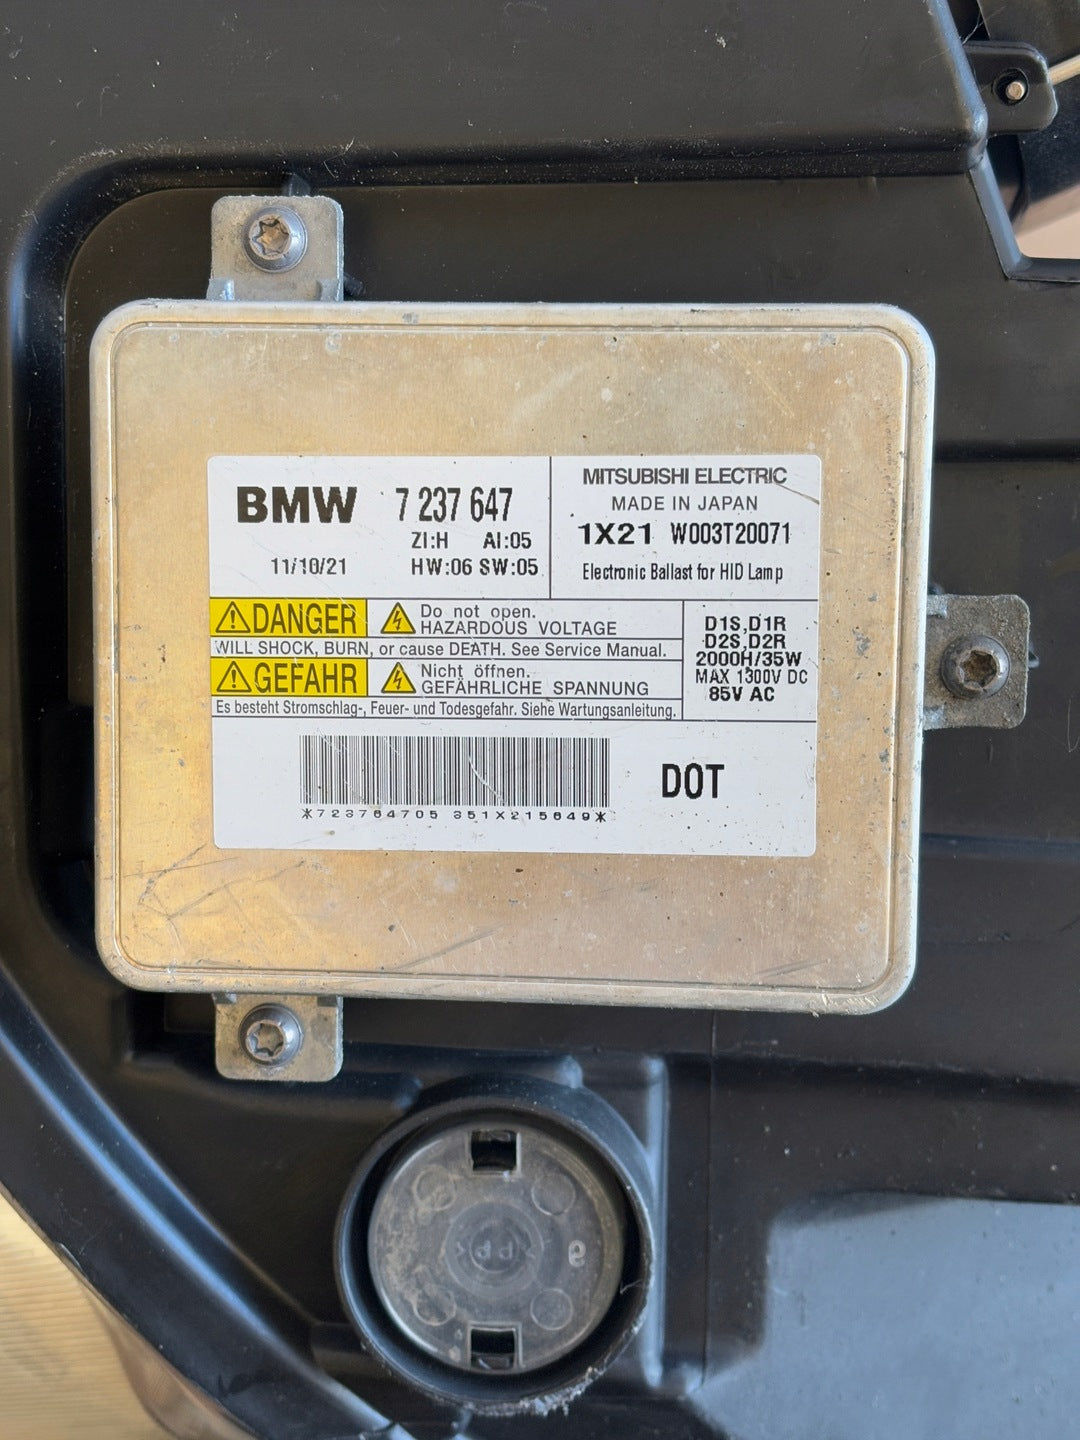 BMW 7 237 647
ZI:H AI:05
11/10/21 HW:06 SW:05
MITSUBISHI ELECTRIC
MADE IN JAPAN
1X21 W003T20071
Electronic Ballast for HID Lamp
DANGER
Do not open.
HAZARDOUS VOLTAGE
WILL SHOCK, BURN, or cause DEATH. See Service Manual.
GEFAHR
Nicht öffnen.
GEFÄHRLICHE SPANNUNG
Es besteht Stromschlag-, Feuer- und Todesgefahr. Siehe Wartungsanleitung.
D1S,D1R
D2S,D2R
2000H/35W
MAX 1300V DC
85V AC
*723764705 351X215649*
DOT
>PP<